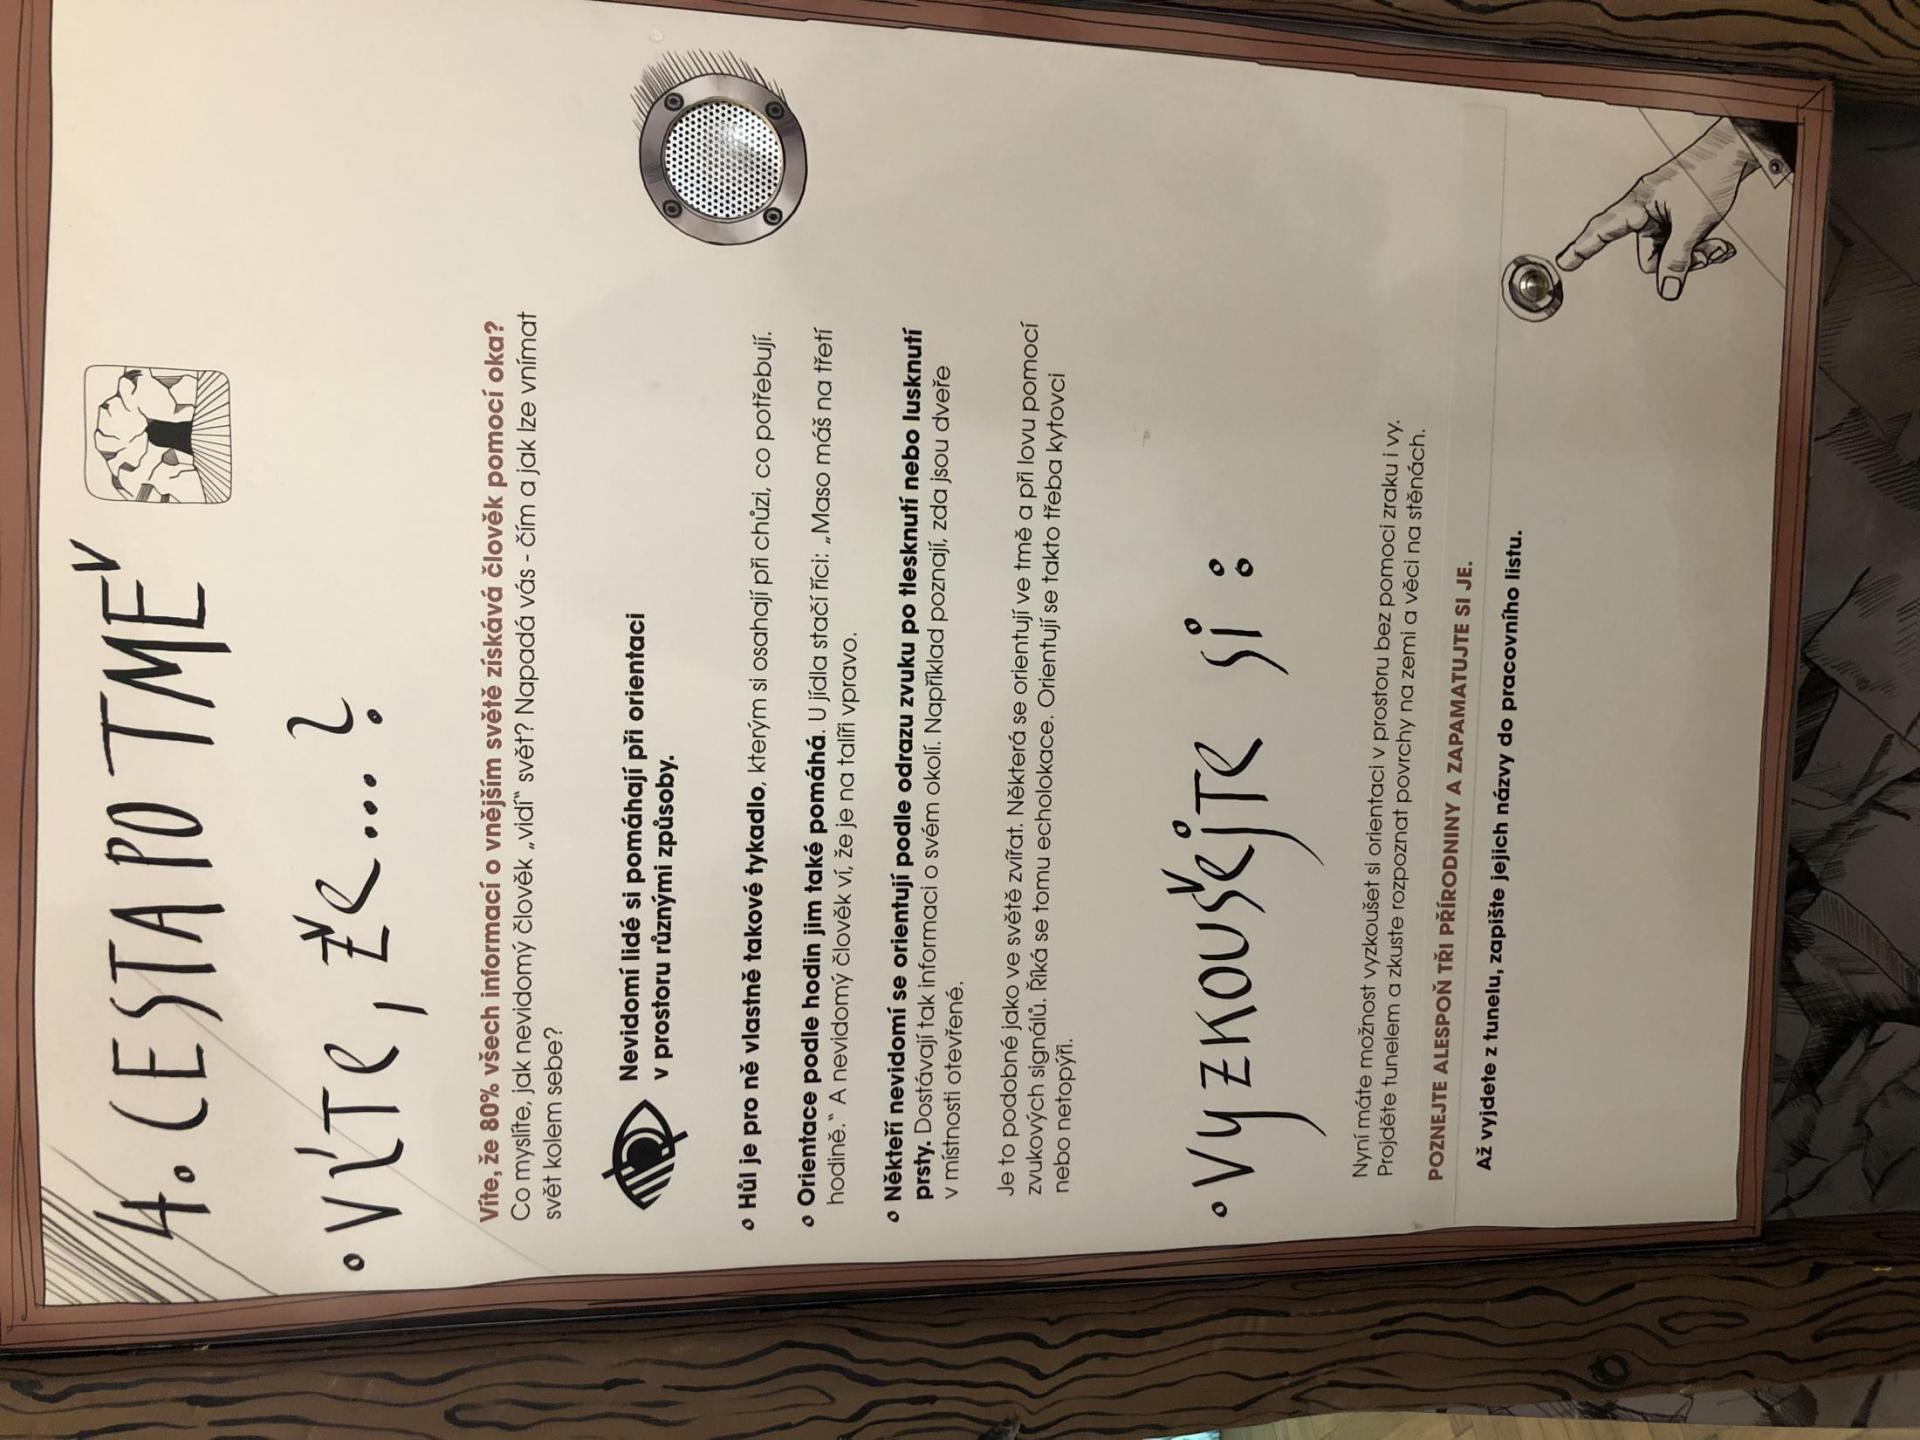 4. CESTA PO TMĚ
• VÍTE, ŽE...?
Víte, že 80% všech informací o vnějším světě získává člověk pomocí oka?
Co myslíte, jak nevidomý člověk „vidí“ svět? Napadá vás - čím a jak lze vnímat
svět kolem sebe?
Nevidomí lidé si pomáhají při orientaci
v prostoru různými způsoby.
• Hůl je pro ně vlastně takové tykadlo, kterým si osahají při chůzi, co potřebují.
• Orientace podle hodin jim také pomáhá. U jídla stačí říci: „Maso máš na třetí
hodině.“ A nevidomý člověk ví, že je na talíři vpravo.
• Někteří nevidomí se orientují podle odrazu zvuku po tlesknutí nebo lusknutí
prsty. Dostávají tak informaci o svém okolí. Například poznají, zda jsou dveře
v místnosti otevřené.
Je to podobné jako ve světě zvířat. Některá se orientují ve tmě a při lovu pomocí
zvukových signálů. Říká se tomu echolokace. Orientují se takto třeba kytovci
nebo netopýři.
• VYZKOUŠEJTE SI:
Nyní máte možnost vyzkoušet si orientaci v prostoru bez pomoci zraku i vy.
Projděte tunelem a zkuste rozpoznat povrchy na zemi a věci na stěnách.
POZNEJTE ALESPOŇ TŘI PŘÍRODNINY A ZAPAMATUJTE SI JE.
Až vyjdete z tunelu, zapište jejich názvy do pracovního listu.